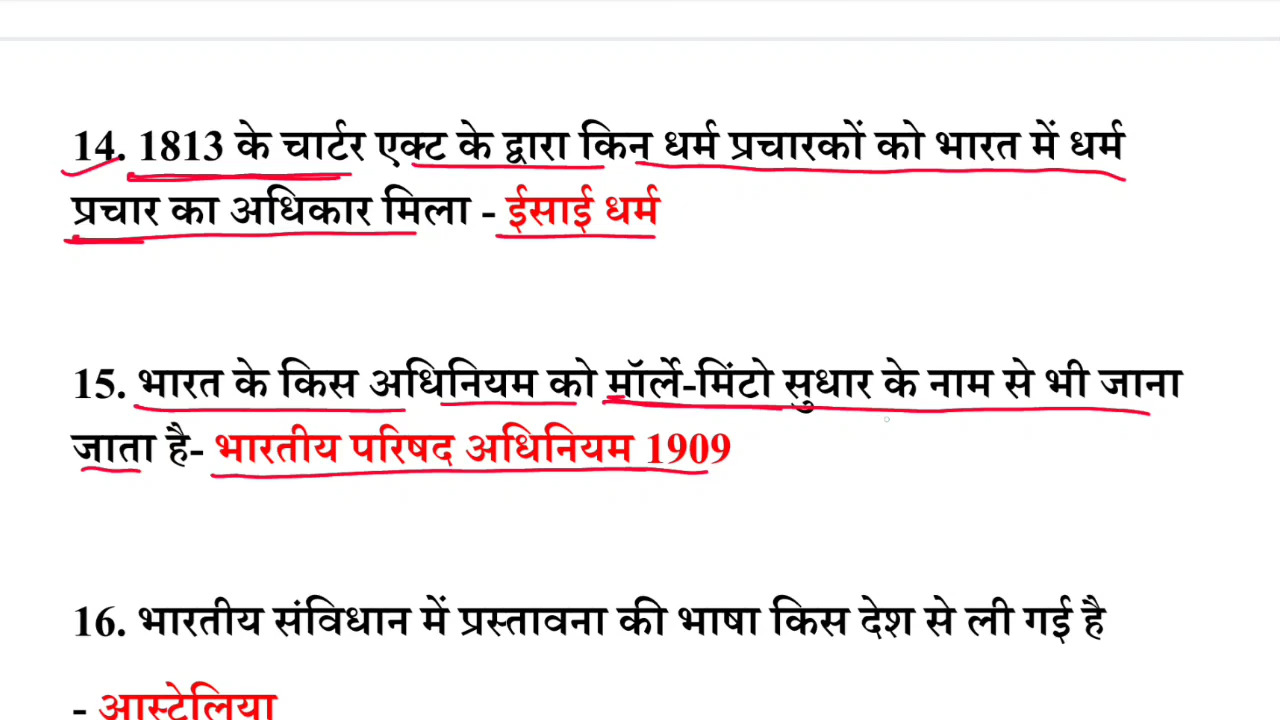 14. 1813 के चार्टर एक्ट के द्वारा किन धर्म प्रचारकों को भारत में धर्म
प्रचार का अधिकार मिला - ईसाई धर्म
15. भारत के किस अधिनियम को मॉर्ले-मिंटो सुधार के नाम से भी जाना
जाता है- भारतीय परिषद अधिनियम 1909
16. भारतीय संविधान में प्रस्तावना की भाषा किस देश से ली गई है
- आस्ट्रेलिया